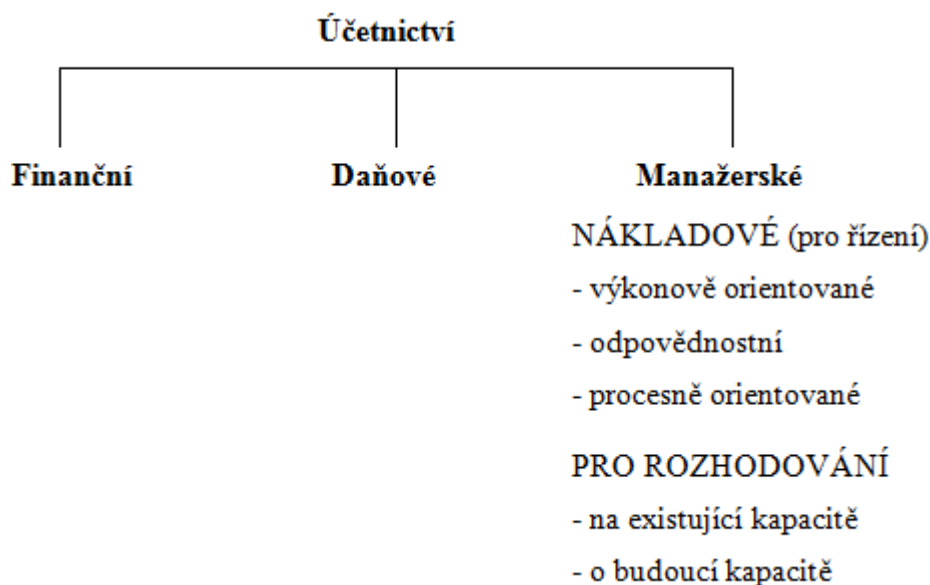 Účetnictví
Finanční Daňové Manažerské
NÁKLADOVÉ (pro řízení)
- výkonově orientované
- odpovědnostní
- procesně orientované
PRO ROZHODOVÁNÍ
- na existující kapacitě
- o budoucí kapacitě